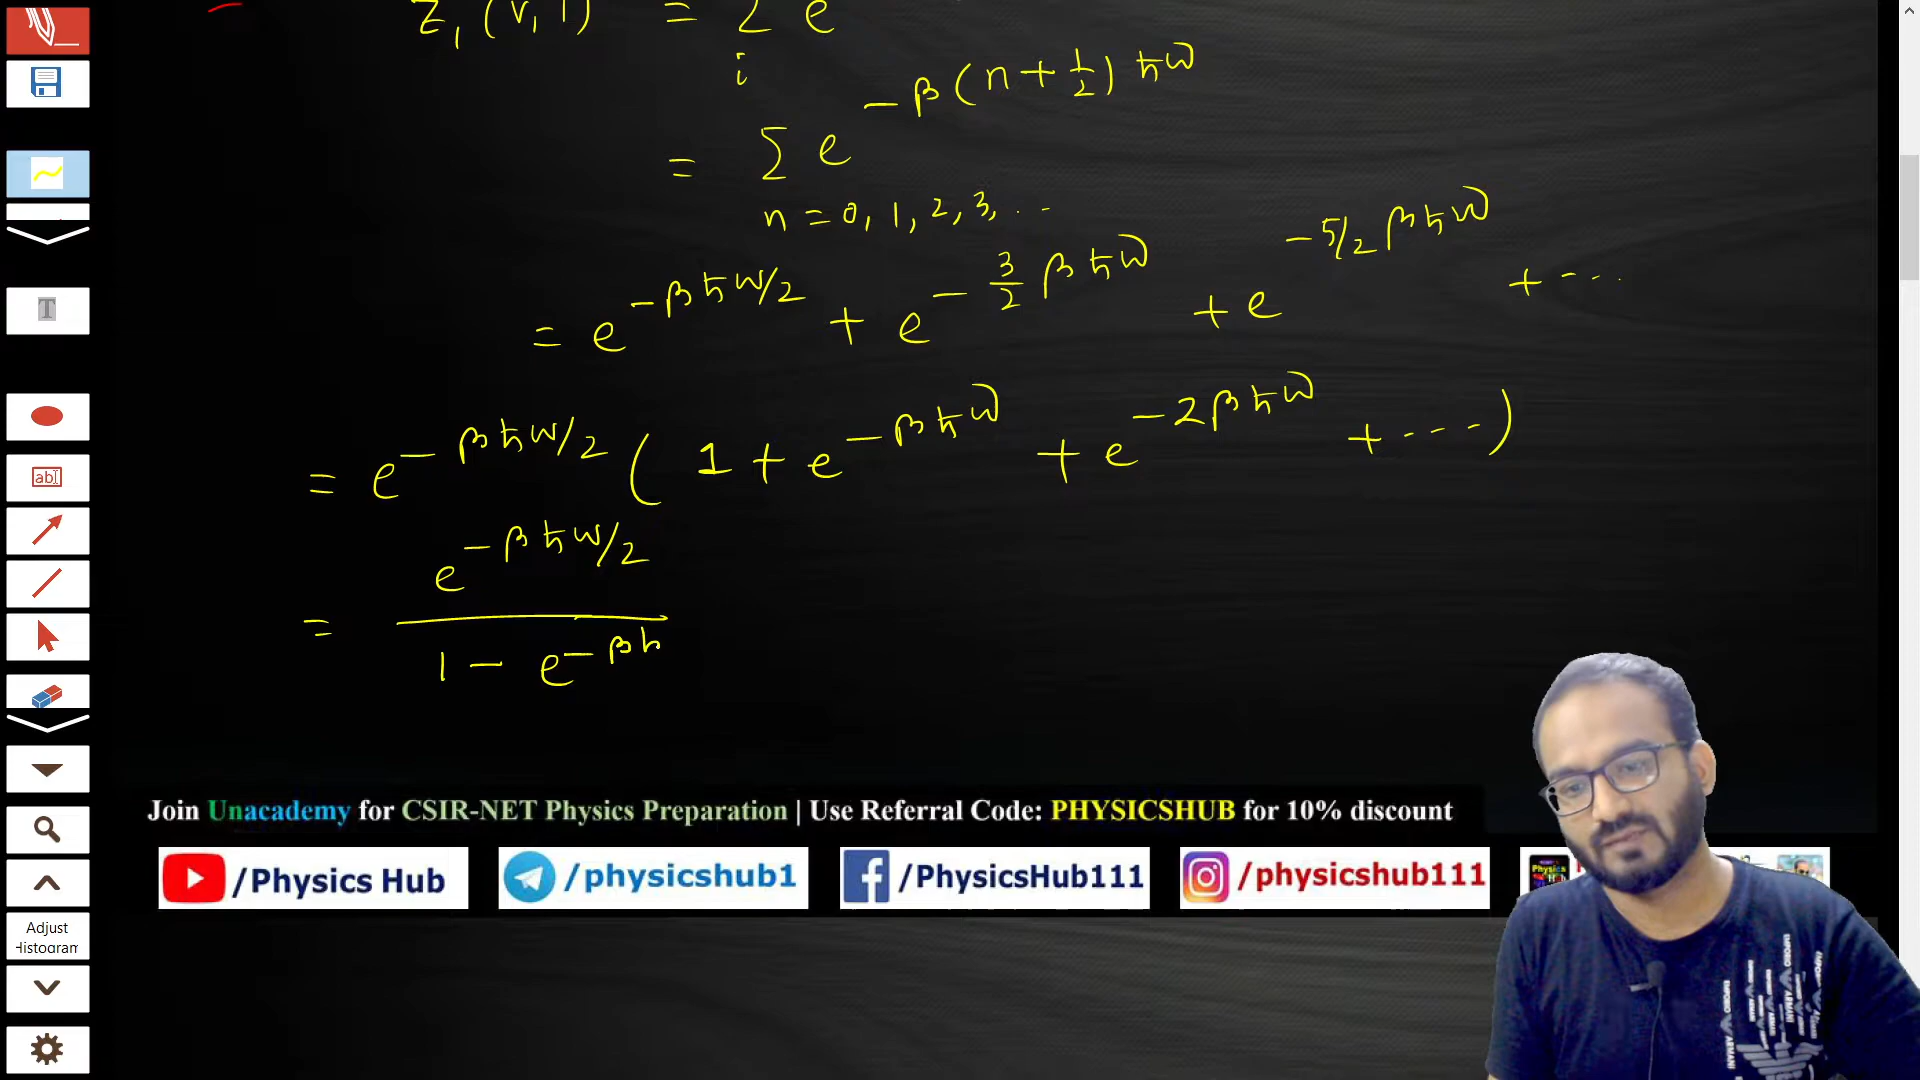 Z₁ (V, T) = Σ e
i
= Σ e^{-β(n + 1/2) ħω}
n = 0, 1, 2, 3, ...
= e^{-βħω/2} + e^{-3/2 βħω} + e^{-5/2 βħω} + ...
= e^{-βħω/2} ( 1 + e^{-βħω} + e^{-2βħω} + ... )
= e^{-βħω/2} / 1 - e^{-βħ}
T
ab
Adjust
Histogram
Join Unacademy for CSIR-NET Physics Preparation | Use Referral Code: PHYSICSHUB for 10% discount
/Physics Hub
/physicshub1
/PhysicsHub111
/physicshub111